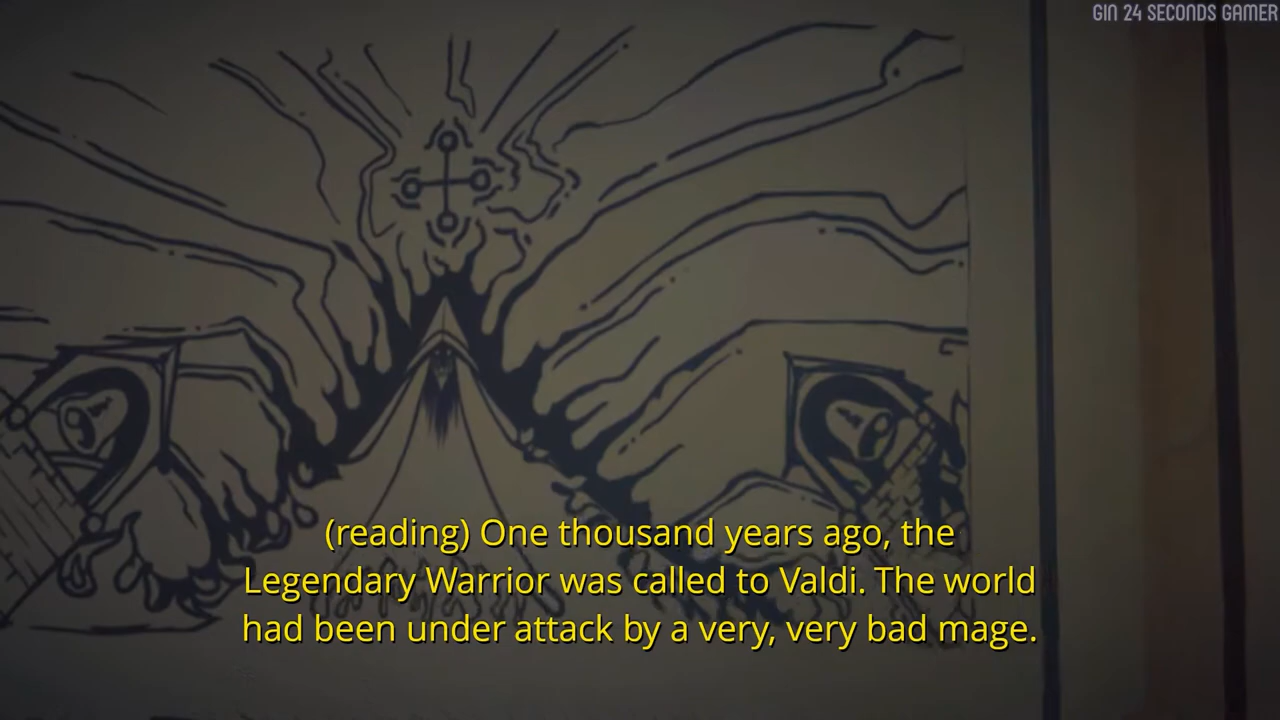 GIN 24 SECONDS GAMER
(reading) One thousand years ago, the
Legendary Warrior was called to Valdi. The world
had been under attack by a very, very bad mage.